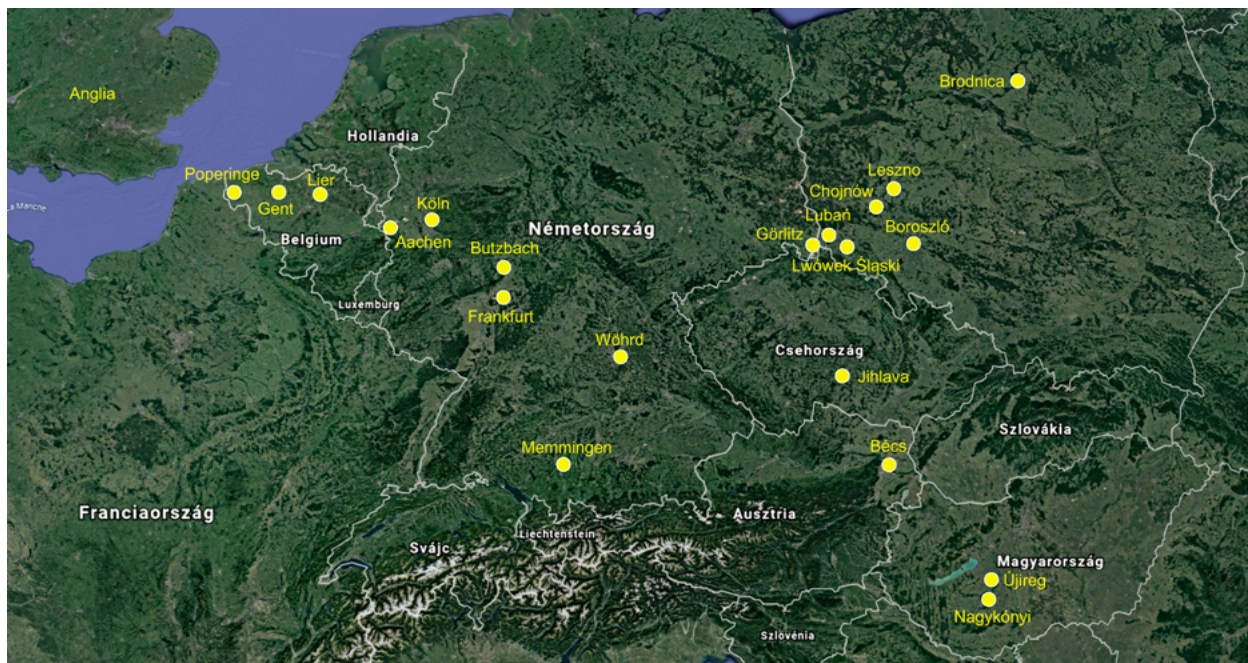 Brodnica
Anglia
Hollandia
Leszno
Poperinge
Lier
Chojnów
La Manche
Gent
Köln
Lubań
Németország
Boroszló
Görlitz
Belgium
Aachen
Butzbach
Lwówek Śląski
Luxemburg
Frankfurt
Wöhrd
Csehország
Jihlava
Szlovákia
Memmingen
Bécs
Franciaország
Ausztria
Liechtenstein
Svájc
Magyarország
Újireg
Nagykónyi
Szlovénia